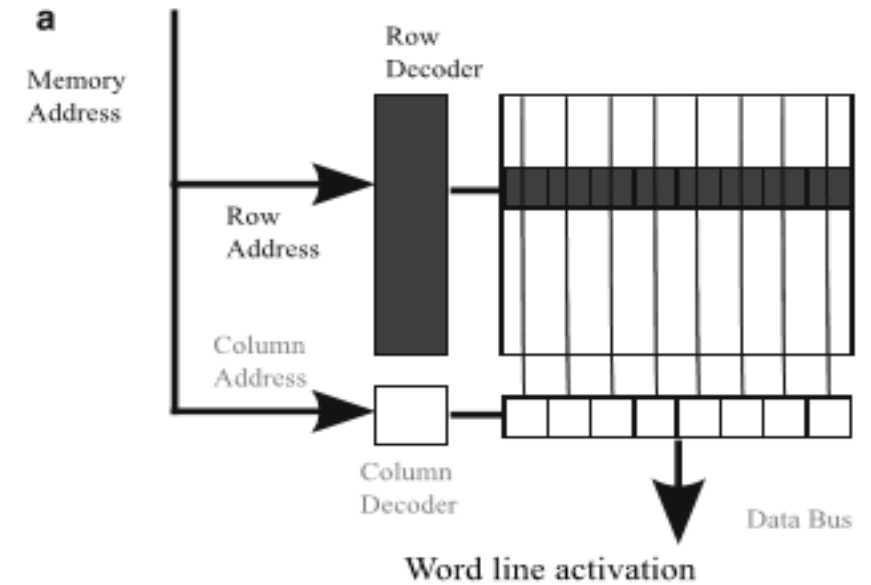 a
Memory
Address
Row
Decoder
Row
Address
Column
Address
Column
Decoder
Data Bus
Word line activation